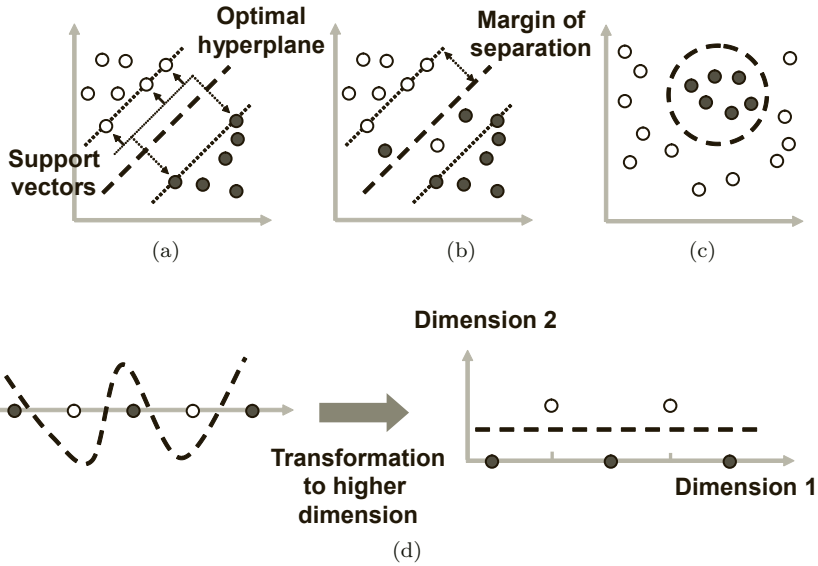 Optimal
hyperplane
Support
vectors
(a)
Margin of
separation
(b)
(c)
Transformation
to higher
dimension
Dimension 2
Dimension 1
(d)